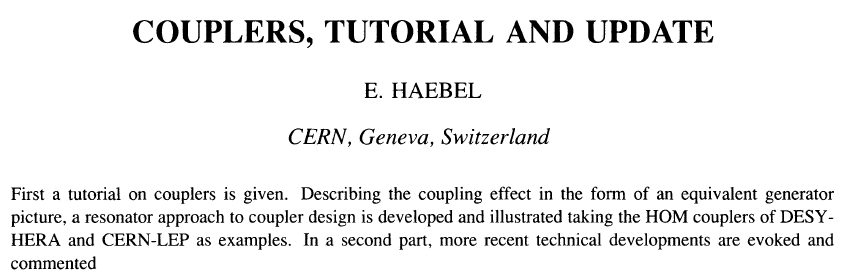 COUPLERS, TUTORIAL AND UPDATE
E. HAEBEL
CERN, Geneva, Switzerland
First a tutorial on couplers is given. Describing the coupling effect in the form of an equivalent generator
picture, a resonator approach to coupler design is developed and illustrated taking the HOM couplers of DESY-
HERA and CERN-LEP as examples. In a second part, more recent technical developments are evoked and
commented